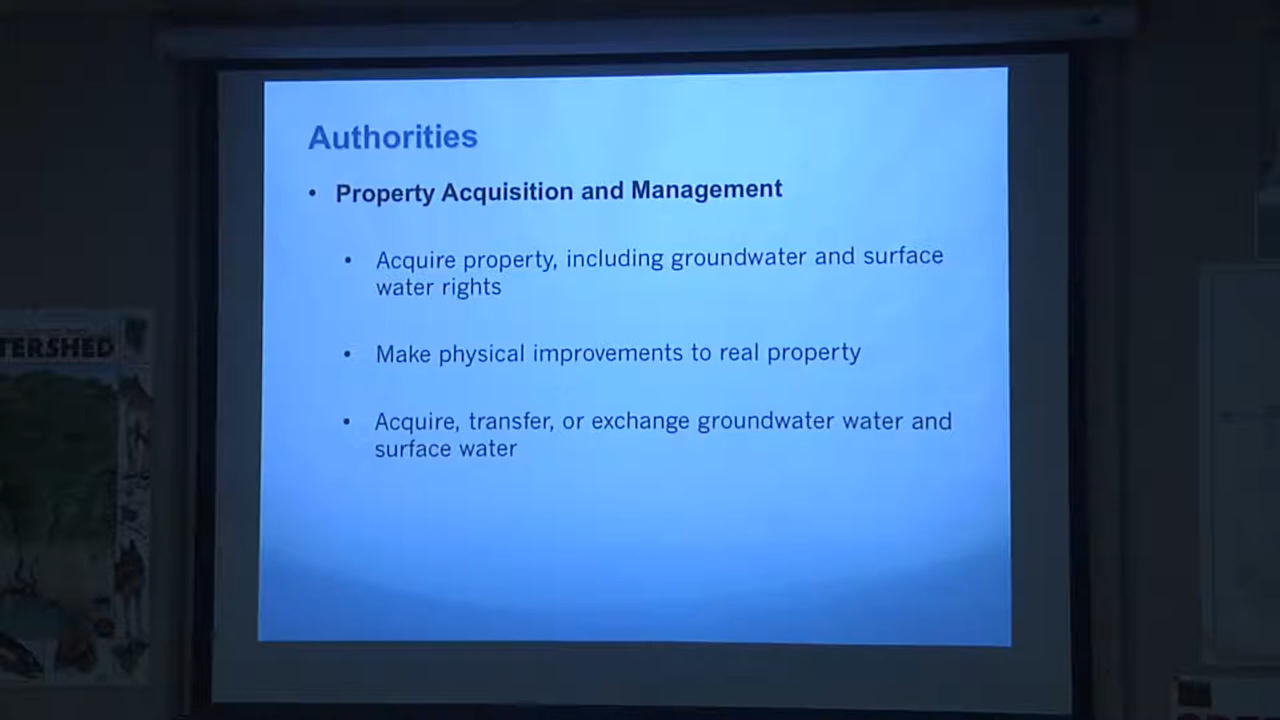 Authorities
• Property Acquisition and Management
• Acquire property, including groundwater and surface
water rights
• Make physical improvements to real property
• Acquire, transfer, or exchange groundwater water and
surface water
TERSHED